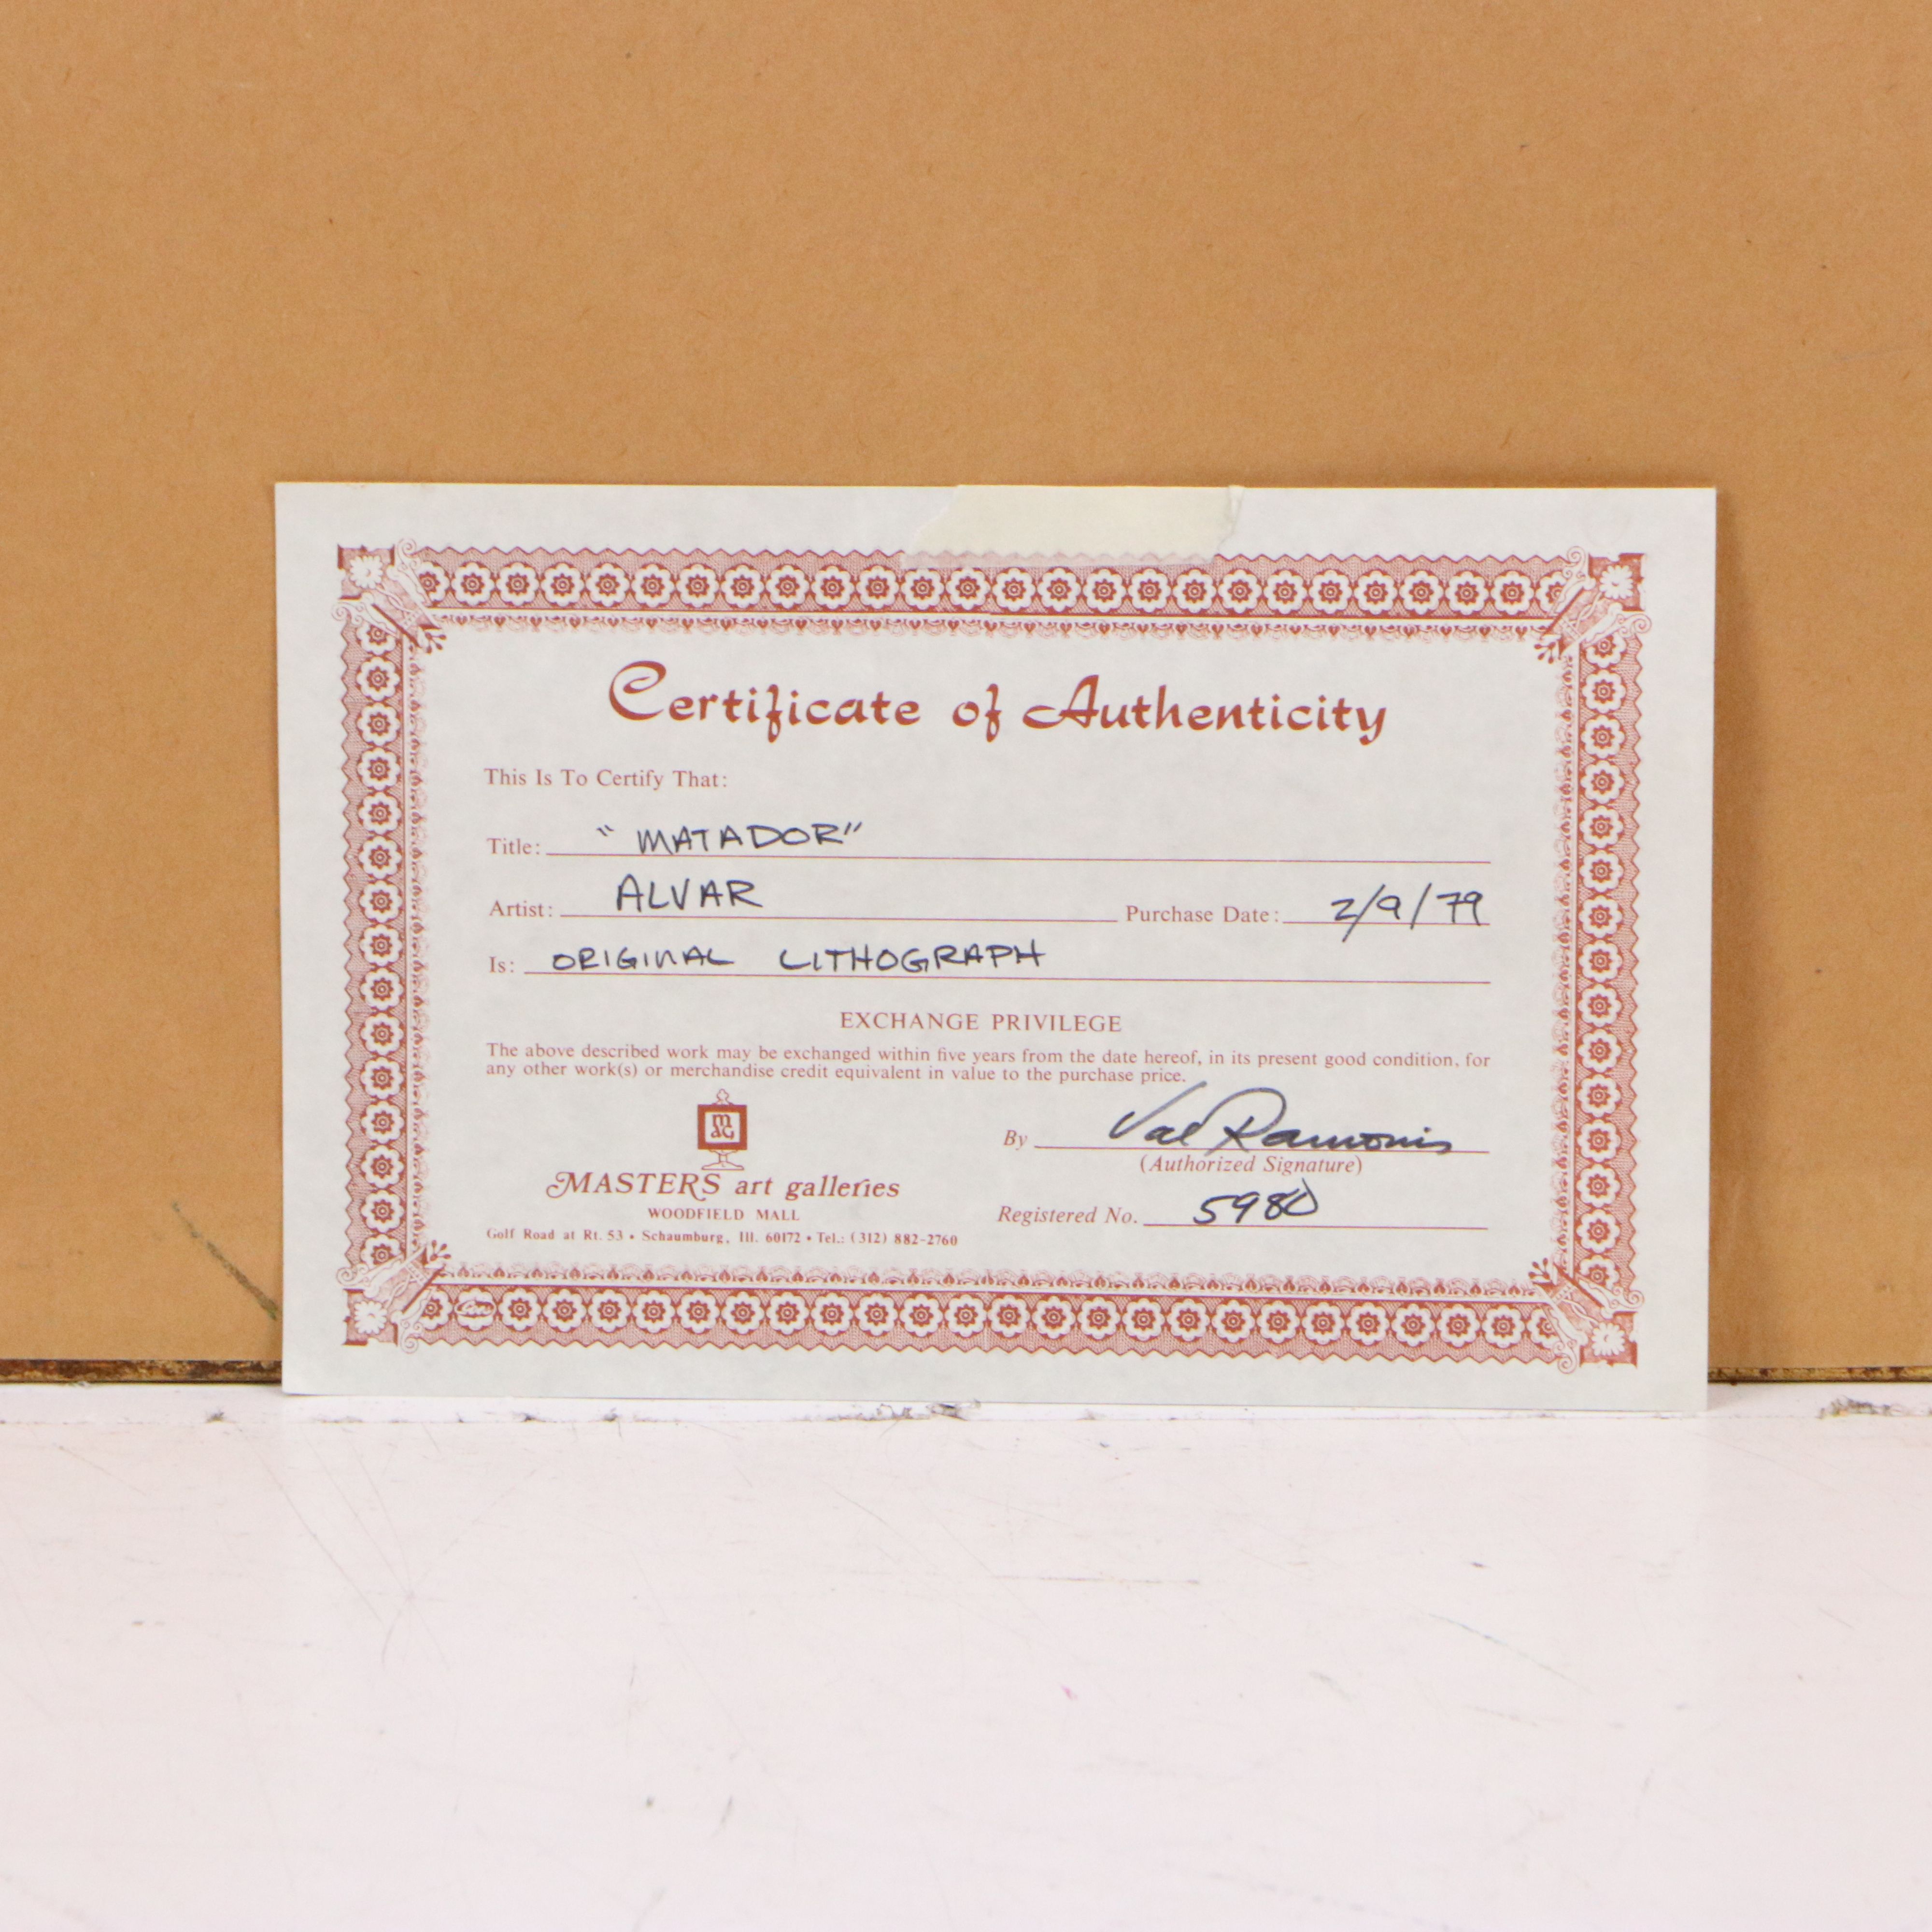 Certificate of Authenticity
This Is To Certify That:
Title: "MATADOR"
Artist: ALVAR Purchase Date: 2/9/79
Is: ORIGINAL LITHOGRAPH
EXCHANGE PRIVILEGE
The above described work may be exchanged within five years from the date hereof, in its present good condition, for
any other work(s) or merchandise credit equivalent in value to the purchase price.
By Val Ramonis
(Authorized Signature)
mag
MASTERS art galleries
WOODFIELD MALL
Golf Road at Rt. 53 • Schaumburg, Ill. 60172 • Tel.: (312) 882-2760
Registered No. 5980